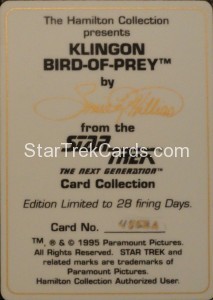 The Hamilton Collection
presents
KLINGON
BIRD-OF-PREY™
by
from the
STAR TREK
THE NEXT GENERATION™
Card Collection
Edition Limited to 28 firing Days.
Card No.
TM, ® & © 1995 Paramount Pictures.
All Rights Reserved. STAR TREK and
related marks are trademarks of
Paramount Pictures.
Hamilton Collection Authorized User.
StarTrekCards.com